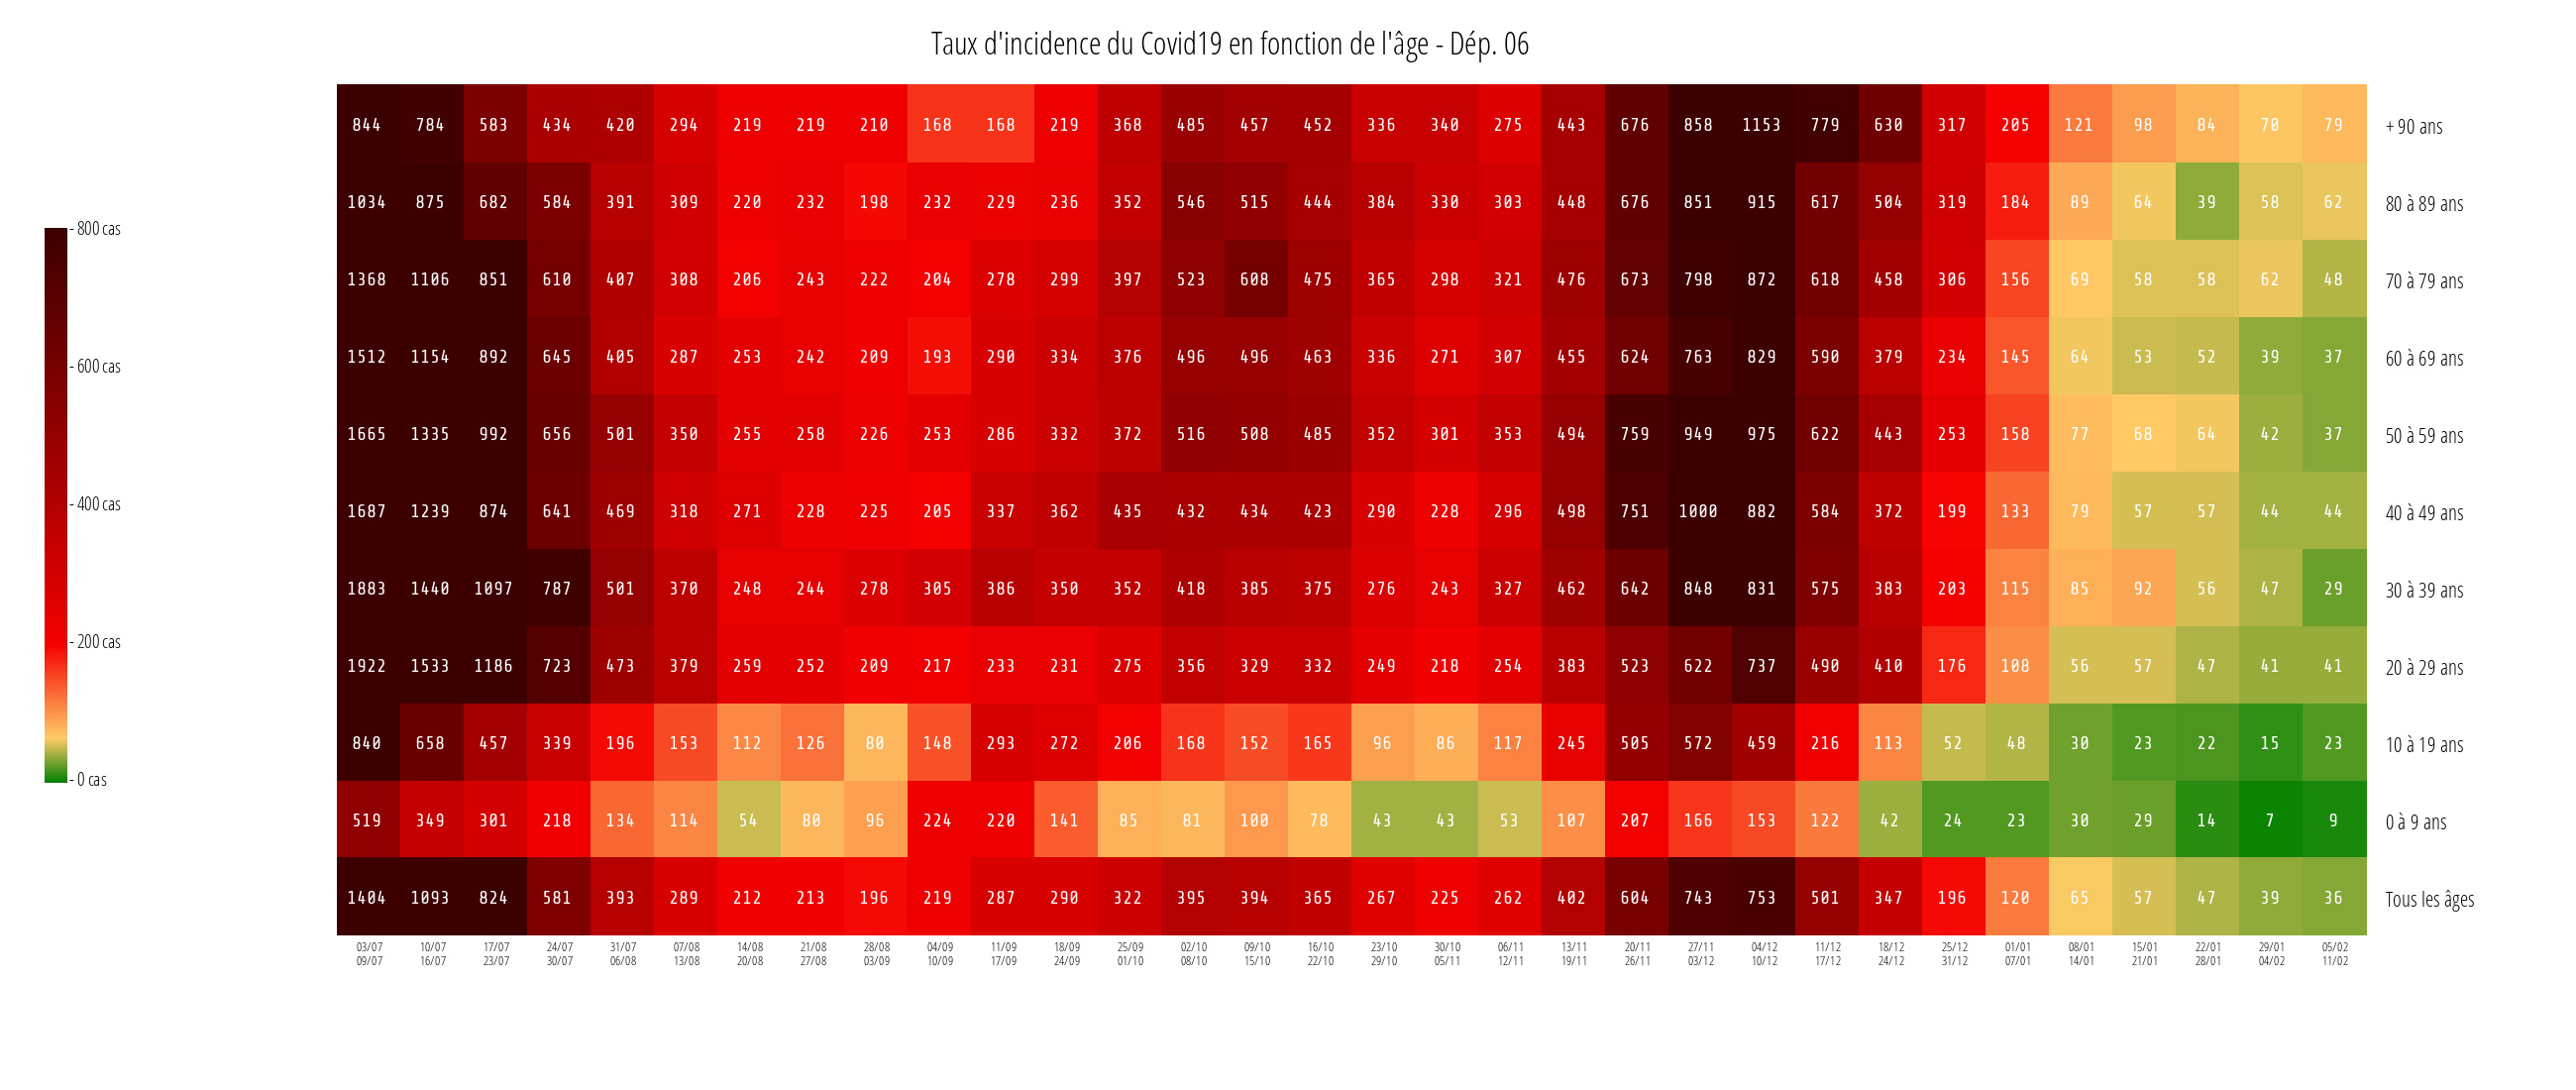 Taux d'incidence du Covid19 en fonction de l'âge - Dép. 06
- 800 cas
- 600 cas
- 400 cas
- 200 cas
- 0 cas
844 784 583 434 420 294 219 219 210 168 168 219 368 485 457 452 336 340 275 443 676 858 1153 779 630 317 205 121 98 84 70 79 + 90 ans
1034 875 682 584 391 309 220 232 198 232 229 236 352 546 515 444 384 330 303 448 676 851 915 617 504 319 184 89 64 39 58 62 80 à 89 ans
1368 1106 851 610 407 308 206 243 222 204 278 299 397 523 608 475 365 298 321 476 673 798 872 618 458 306 156 69 58 58 62 48 70 à 79 ans
1512 1154 892 645 405 287 253 242 209 193 290 334 376 496 496 463 336 271 307 455 624 763 829 590 379 234 145 64 53 52 39 37 60 à 69 ans
1665 1335 992 656 501 350 255 258 226 253 286 332 372 516 508 485 352 301 353 494 759 949 975 622 443 253 158 77 68 64 42 37 50 à 59 ans
1687 1239 874 641 469 318 271 228 225 205 337 362 435 432 434 423 290 228 296 498 751 1000 882 584 372 199 133 79 57 57 44 44 40 à 49 ans
1883 1440 1097 787 501 370 248 244 278 305 386 350 352 418 385 375 276 243 327 462 642 848 831 575 383 203 115 85 92 56 47 29 30 à 39 ans
1922 1533 1186 723 473 379 259 252 209 217 233 231 275 356 329 332 249 218 254 383 523 622 737 490 410 176 108 56 57 47 41 41 20 à 29 ans
840 658 457 339 196 153 112 126 80 148 293 272 206 168 152 165 96 86 117 245 505 572 459 216 113 52 48 30 23 22 15 23 10 à 19 ans
519 349 301 218 134 114 54 80 96 224 220 141 85 81 100 78 43 43 53 107 207 166 153 122 42 24 23 30 29 14 7 9 0 à 9 ans
1404 1093 824 581 393 289 212 213 196 219 287 290 322 395 394 365 267 225 262 402 604 743 753 501 347 196 120 65 57 47 39 36 Tous les âges
03/07 10/07 17/07 24/07 31/07 07/08 14/08 21/08 28/08 04/09 11/09 18/09 25/09 02/10 09/10 16/10 23/10 30/10 06/11 13/11 20/11 27/11 04/12 11/12 18/12 25/12 01/01 08/01 15/01 22/01 29/01 05/02
09/07 16/07 23/07 30/07 06/08 13/08 20/08 27/08 03/09 10/09 17/09 24/09 01/10 08/10 15/10 22/10 29/10 05/11 12/11 19/11 26/11 03/12 10/12 17/12 24/12 31/12 07/01 14/01 21/01 28/01 04/02 11/02